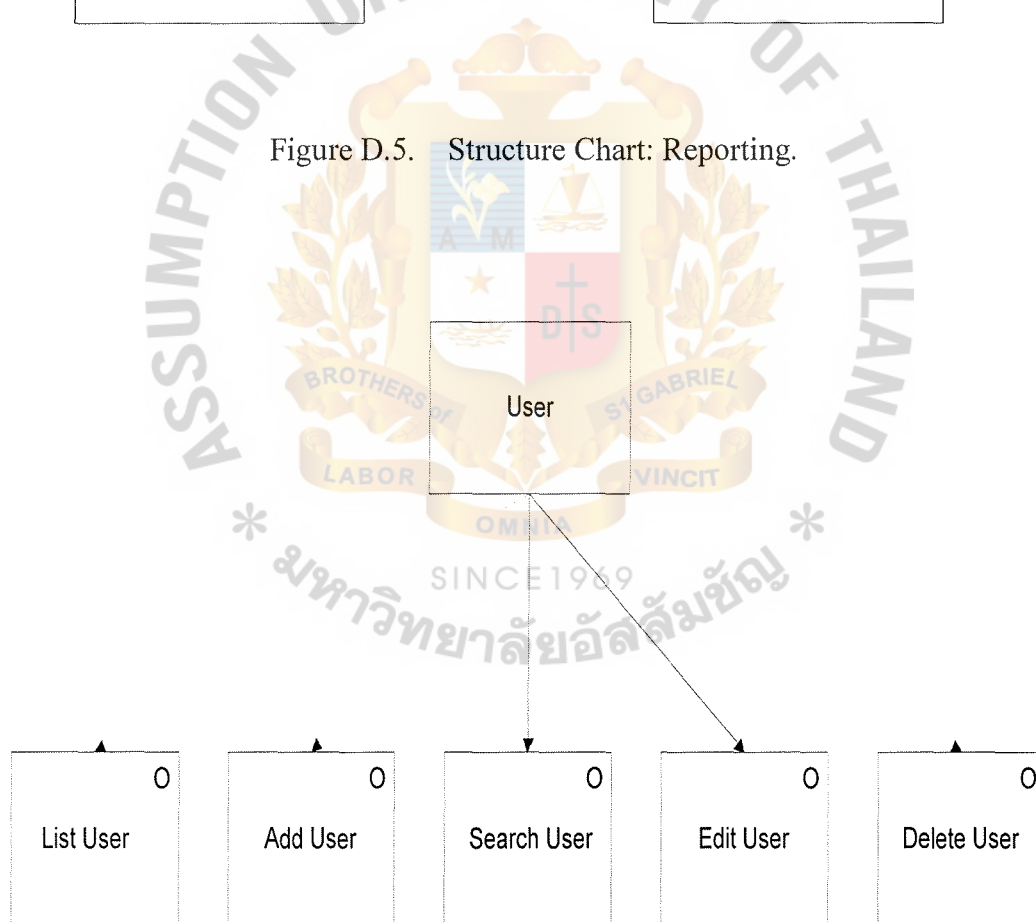 ASSUMPTION UNIVERSITY OF THAILAND
Figure D.5. Structure Chart: Reporting.
A M
D S
BROTHERS of ST GABRIEL
User
LABOR VINCIT
OMNIA
* *
SINCE1969
มหาวิทยาลัยอัสสัมชัญ
O O O O O
List User Add User Search User Edit User Delete User